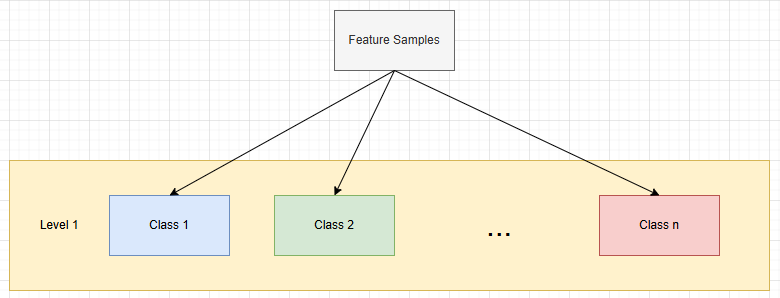 Feature Samples
Level 1
Class 1
Class 2
...
Class n